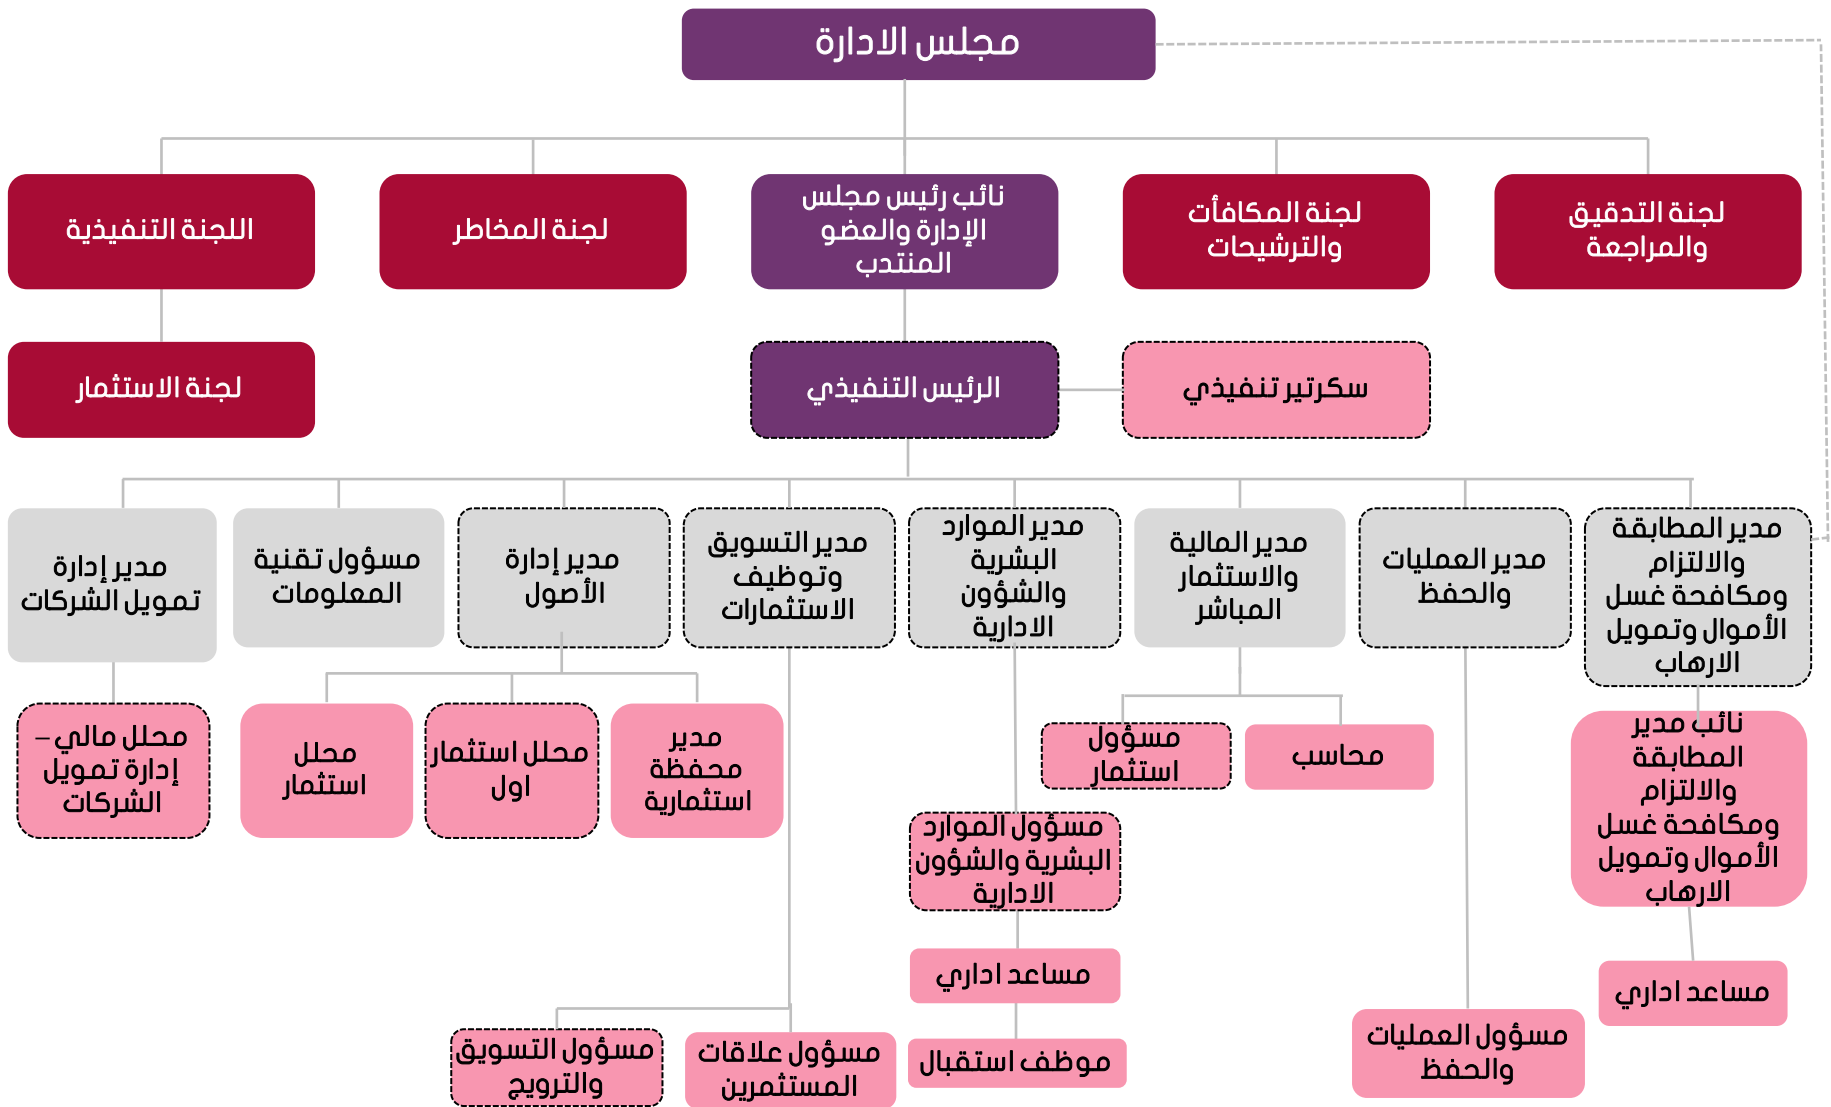 مجلس الادارة
لجنة التدقيق
والمراجعة
لجنة المكافأت
والترشيحات
نائب رئيس مجلس
الإدارة والعضو
المنتدب
لجنة المخاطر
اللجنة التنفيذية
سكرتير تنفيذي
الرئيس التنفيذي
لجنة الاستثمار
مدير المطابقة
والالتزام
ومكافحة غسل
الأموال وتمويل
الارهاب
مدير العمليات
والحفظ
مدير المالية
والاستثمار
المباشر
مدير الموارد
البشرية
والشؤون
الادارية
مدير التسويق
وتوظيف
الاستثمارات
مدير إدارة
الأصول
مسؤول تقنية
المعلومات
مدير إدارة
تمويل الشركات
نائب مدير
المطابقة
والالتزام
ومكافحة غسل
الأموال وتمويل
الارهاب
محاسب
مسؤول
استثمار
مدير
محفظة
استثمارية
محلل استثمار
اول
محلل
استثمار
محلل مالي –
إدارة تمويل
الشركات
مسؤول الموارد
البشرية والشؤون
الادارية
مساعد اداري
مساعد اداري
مسؤول العمليات
والحفظ
موظف استقبال
مسؤول علاقات
المستثمرين
مسؤول التسويق
والترويج